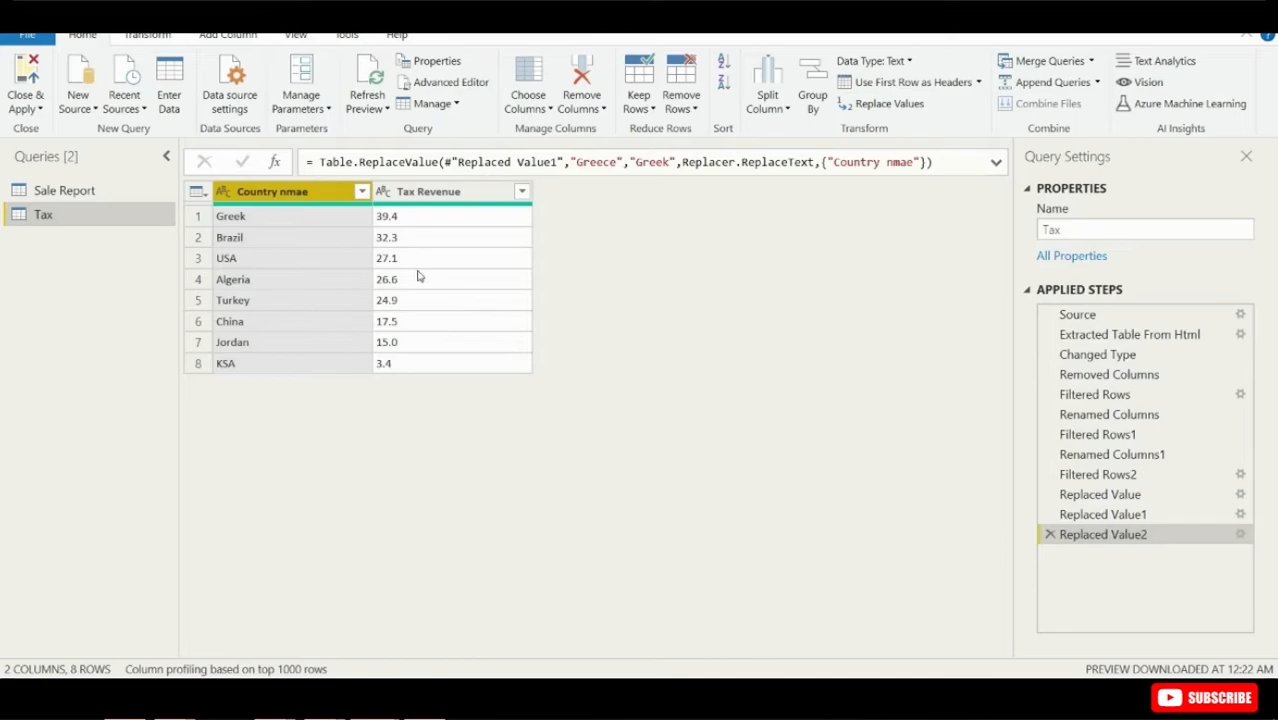 File Home Transform Add Column View Tools Help
Close & Apply
New Source
Recent Sources
Enter Data
Data source settings
Manage Parameters
Refresh Preview
Properties
Advanced Editor
Manage
Choose Columns
Remove Columns
Keep Rows
Remove Rows
Split Column
Group By
Data Type: Text
Use First Row as Headers
Replace Values
Merge Queries
Append Queries
Combine Files
Text Analytics
Vision
Azure Machine Learning
Close New Query Data Sources Parameters Query Manage Columns Reduce Rows Sort Transform Combine AI Insights
Queries [2]
Sale Report
Tax
fx = Table.ReplaceValue(#"Replaced Value1","Greece","Greek",Replacer.ReplaceText,{"Country nmae"})
Country nmae Tax Revenue
1 Greek 39.4
2 Brazil 32.3
3 USA 27.1
4 Algeria 26.6
5 Turkey 24.9
6 China 17.5
7 Jordan 15.0
8 KSA 3.4
Query Settings
PROPERTIES
Name
Tax
All Properties
APPLIED STEPS
Source
Extracted Table From Html
Changed Type
Removed Columns
Filtered Rows
Renamed Columns
Filtered Rows1
Renamed Columns1
Filtered Rows2
Replaced Value
Replaced Value1
Replaced Value2
2 COLUMNS, 8 ROWS Column profiling based on top 1000 rows PREVIEW DOWNLOADED AT 12:22 AM
SUBSCRIBE